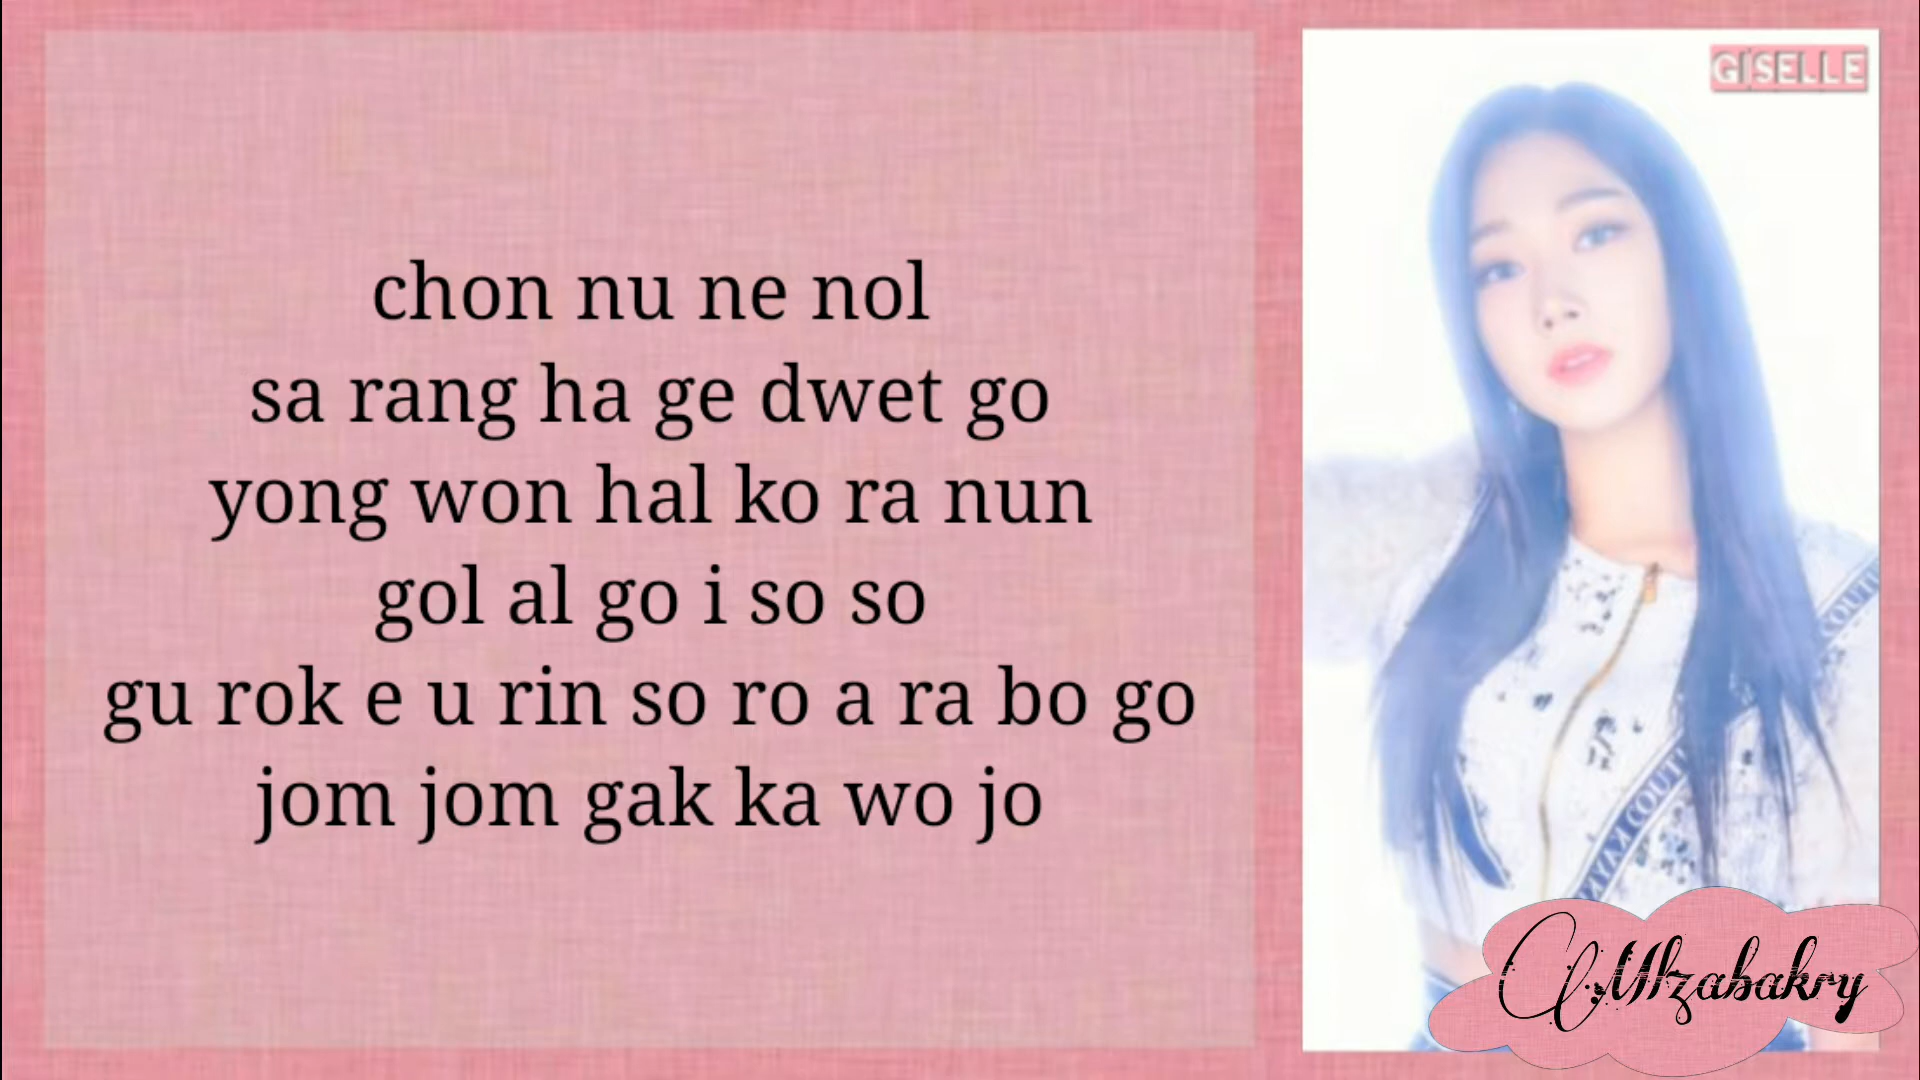 GISELLE
chon nu ne nol
sa rang ha ge dwet go
yong won hal ko ra nun
gol al go i so so
gu rok e u rin so ro a ra bo go
jom jom gak ka wo jo
Ulzabakry